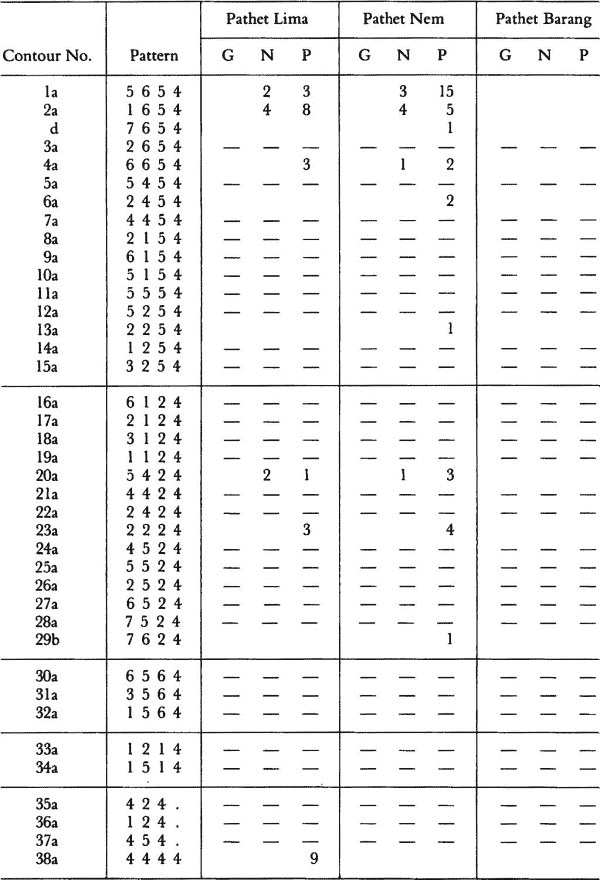 Pathet Lima Pathet Nem Pathet Barang
Contour No. Pattern G N P G N P G N P
1a 5 6 5 4 2 3 3 15
2a 1 6 5 4 4 8 4 5
d 7 6 5 4 1
3a 2 6 5 4 — — — — — — — — —
4a 6 6 5 4 3 1 2
5a 5 4 5 4 — — — — — — — — —
6a 2 4 5 4 2
7a 4 4 5 4 — — — — — — — — —
8a 2 1 5 4 — — — — — — — — —
9a 6 1 5 4 — — — — — — — — —
10a 5 1 5 4 — — — — — — — — —
11a 5 5 5 4 — — — — — — — — —
12a 5 2 5 4 — — — — — — — — —
13a 2 2 5 4 1
14a 1 2 5 4 — — — — — — — — —
15a 3 2 5 4 — — — — — — — — —
16a 6 1 2 4 — — — — — — — — —
17a 2 1 2 4 — — — — — — — — —
18a 3 1 2 4 — — — — — — — — —
19a 1 1 2 4 — — — — — — — — —
20a 5 4 2 4 2 1 1 3
21a 4 4 2 4 — — — — — — — — —
22a 2 4 2 4 — — — — — — — — —
23a 2 2 2 4 3 4
24a 4 5 2 4 — — — — — — — — —
25a 5 5 2 4 — — — — — — — — —
26a 2 5 2 4 — — — — — — — — —
27a 6 5 2 4 — — — — — — — — —
28a 7 5 2 4 — — — — — — — — —
29b 7 6 2 4 1
30a 6 5 6 4 — — — — — — — — —
31a 3 5 6 4 — — — — — — — — —
32a 1 5 6 4 — — — — — — — — —
33a 1 2 1 4 — — — — — — — — —
34a 1 5 1 4 — — — — — — — — —
35a 4 2 4 . — — — — — — — — —
36a 1 2 4 . — — — — — — — — —
37a 4 5 4 . — — — — — — — — —
38a 4 4 4 4 9